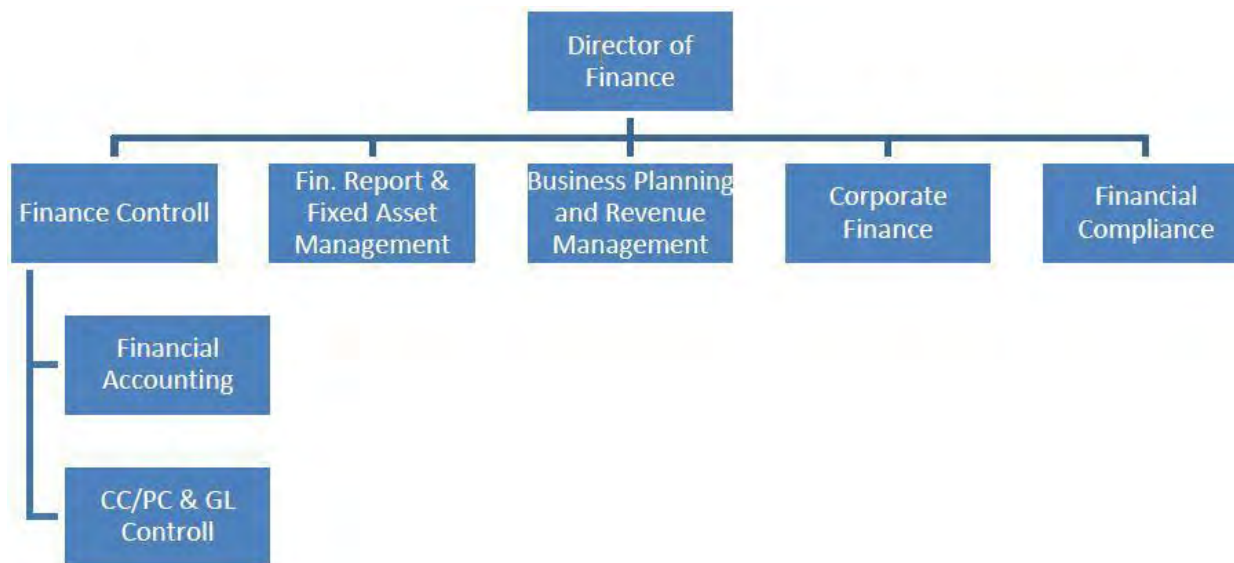 Director of
Finance
Finance Controll
Fin. Report &
Fixed Asset
Management
Business Planning
and Revenue
Management
Corporate
Finance
Financial
Compliance
Financial
Accounting
CC/PC & GL
Controll